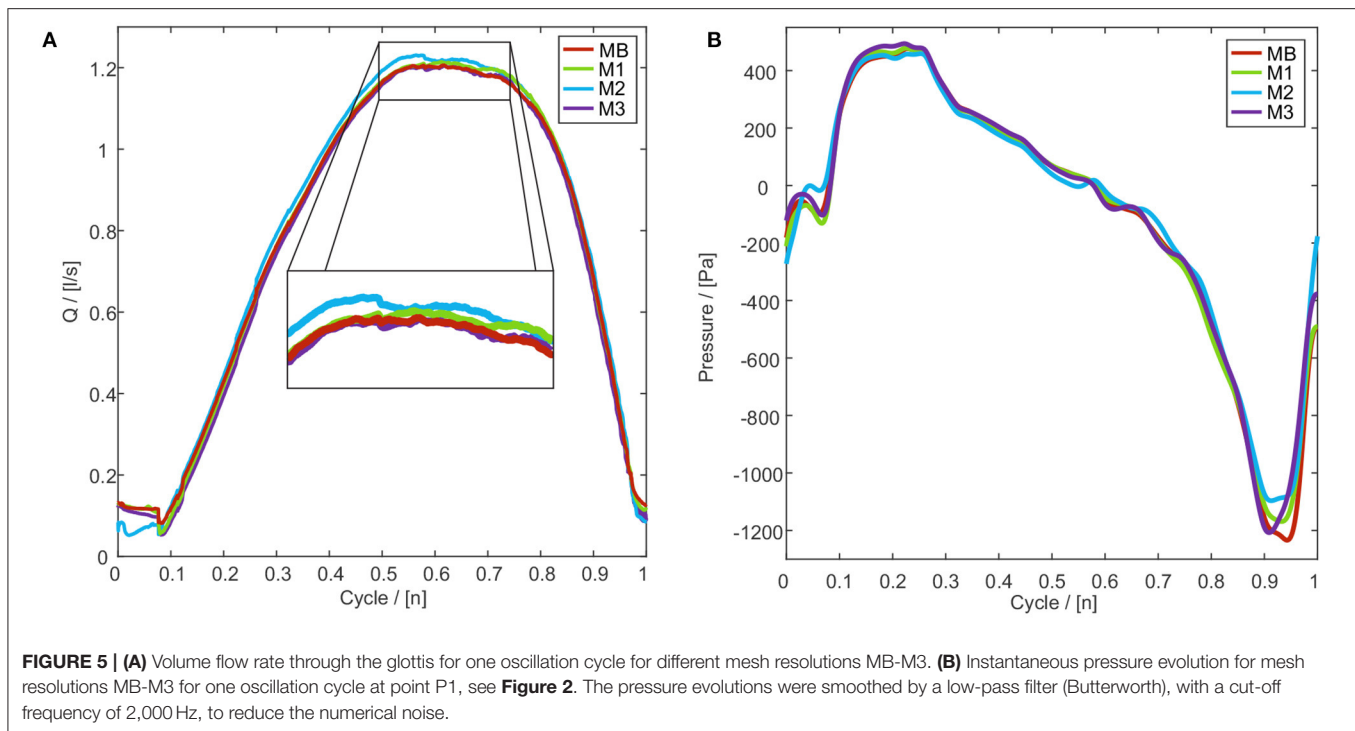 A
1.2
1
0.8
0.6
0.4
0.2
0
Q / [l/s]
0 0.1 0.2 0.3 0.4 0.5 0.6 0.7 0.8 0.9 1
Cycle / [n]
MB
M1
M2
M3
B
400
200
0
-200
-400
-600
-800
-1000
-1200
Pressure / [Pa]
0 0.1 0.2 0.3 0.4 0.5 0.6 0.7 0.8 0.9 1
Cycle / [n]
MB
M1
M2
M3
FIGURE 5 | (A) Volume flow rate through the glottis for one oscillation cycle for different mesh resolutions MB-M3. (B) Instantaneous pressure evolution for mesh
resolutions MB-M3 for one oscillation cycle at point P1, see Figure 2. The pressure evolutions were smoothed by a low-pass filter (Butterworth), with a cut-off
frequency of 2,000 Hz, to reduce the numerical noise.